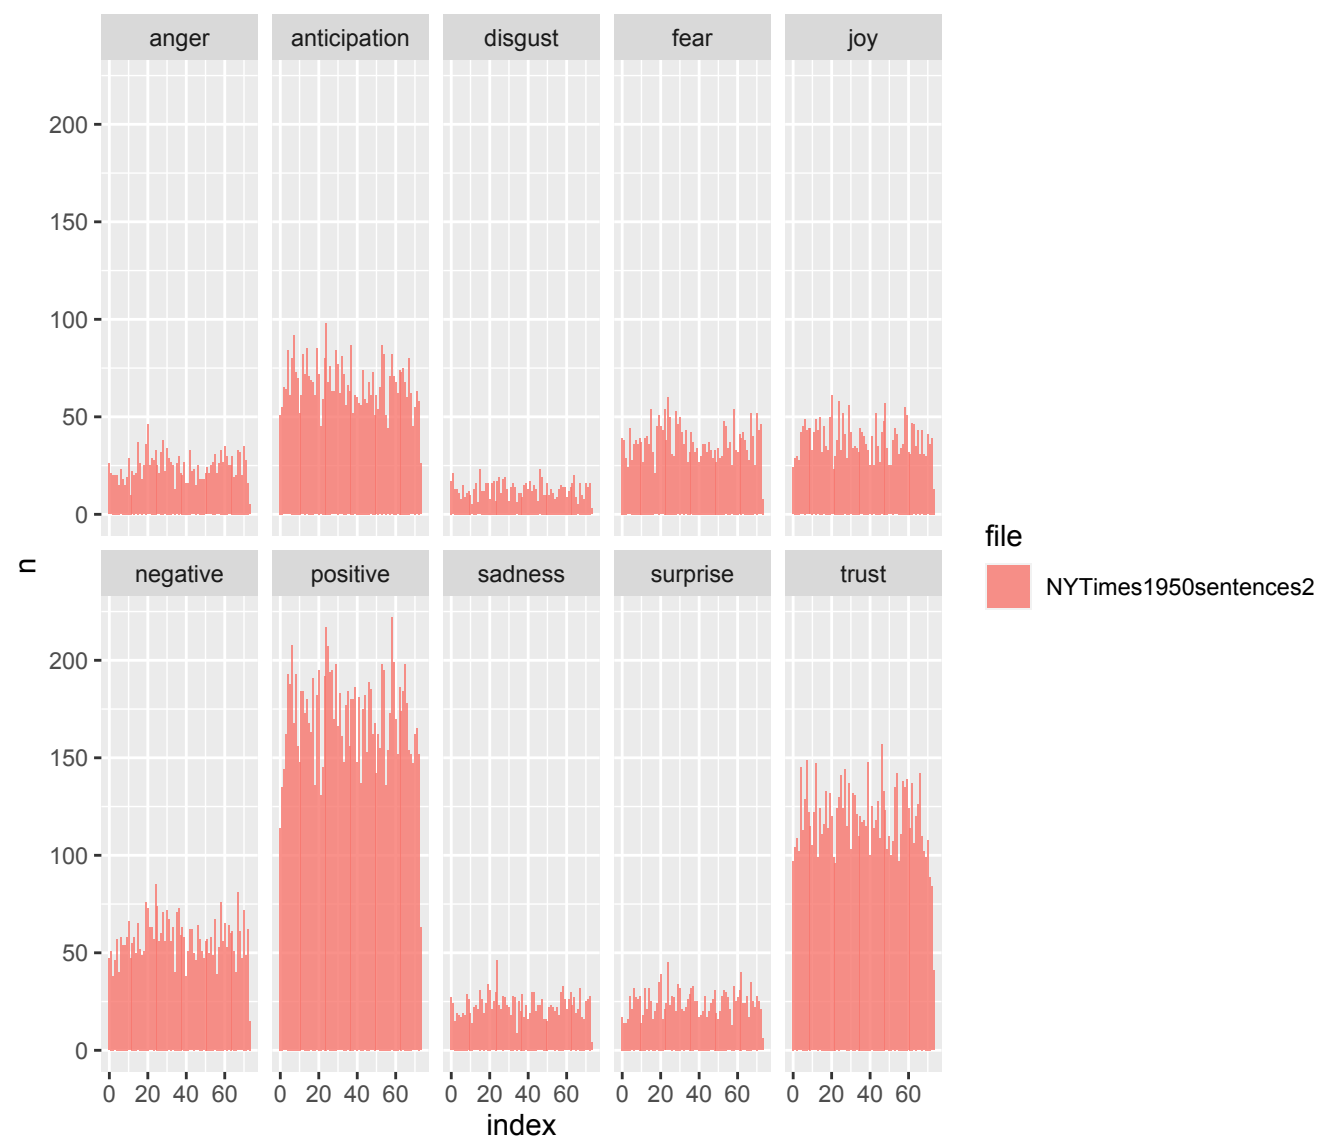 anger anticipation disgust fear joy
200
150
100
50
0
negative positive sadness surprise trust
200
150
100
50
0
0 20 40 60 0 20 40 60 0 20 40 60 0 20 40 60 0 20 40 60
index
n
file
NYTimes1950sentences2